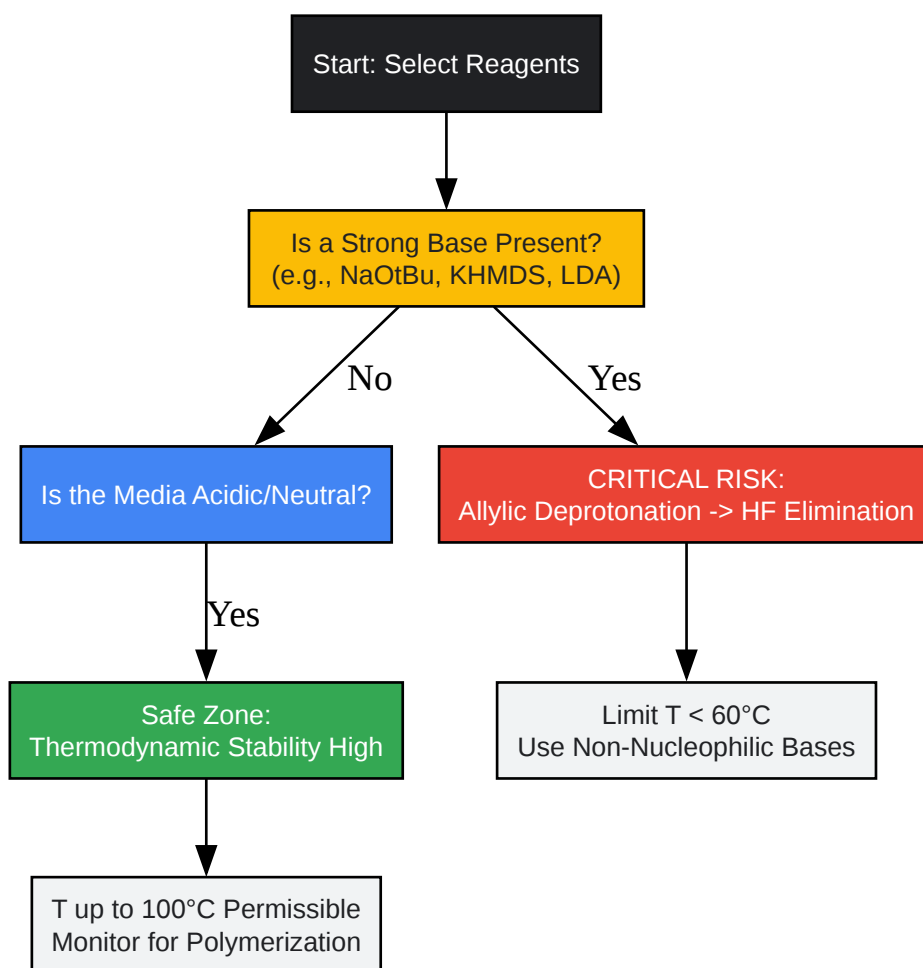 Start: Select Reagents
Is a Strong Base Present?
(e.g., NaOtBu, KHMDS, LDA)
No
Yes
Is the Media Acidic/Neutral?
CRITICAL RISK:
Allylic Deprotonation -> HF Elimination
Yes
Safe Zone:
Thermodynamic Stability High
Limit T < 60°C
Use Non-Nucleophilic Bases
T up to 100°C Permissible
Monitor for Polymerization